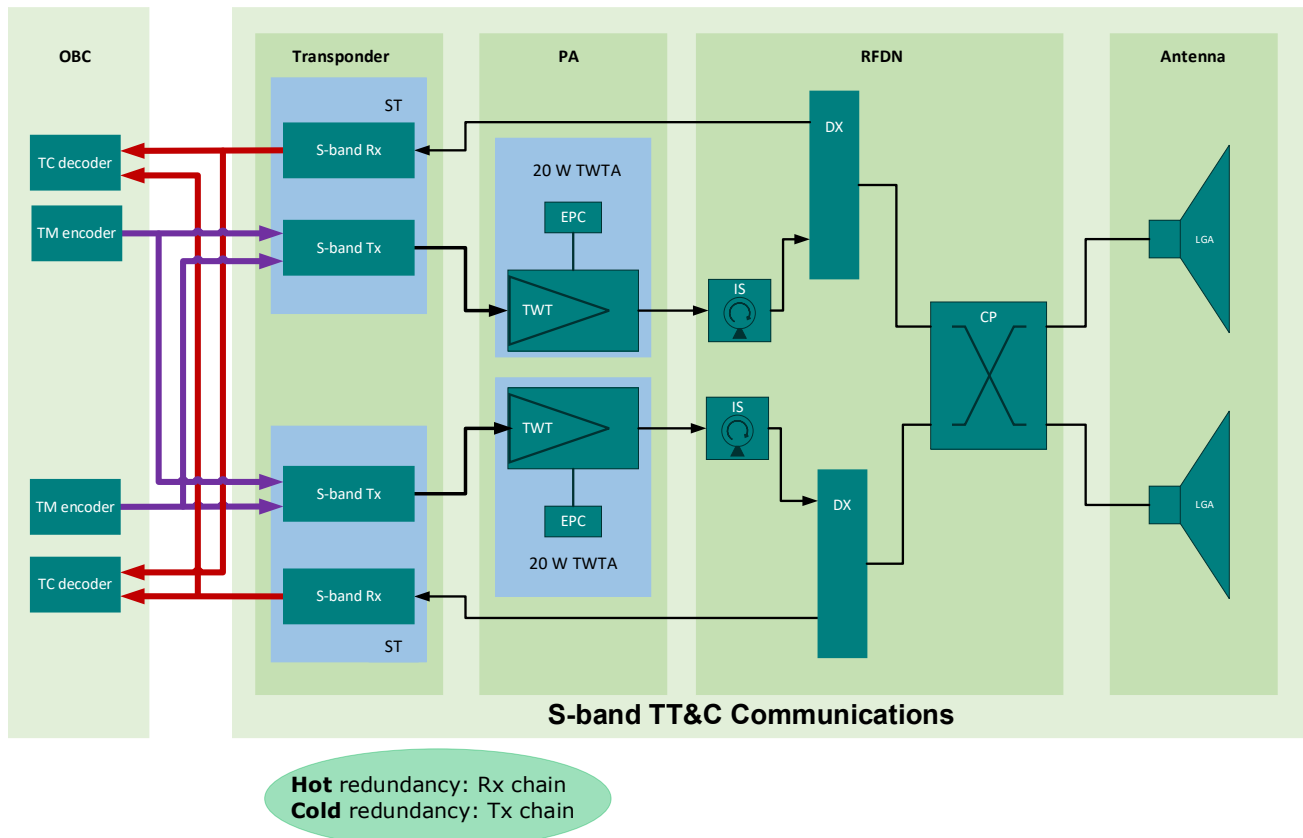 OBC
Transponder
PA
RFDN
Antenna
ST
DX
TC decoder
S-band Rx
20 W TWTA
EPC
TM encoder
S-band Tx
LGA
IS
TWT
CP
TWT
IS
S-band Tx
LGA
TM encoder
DX
EPC
20 W TWTA
TC decoder
S-band Rx
ST
S-band TT&C Communications
Hot redundancy: Rx chain
Cold redundancy: Tx chain